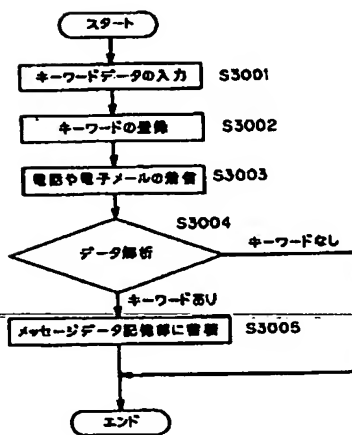 スタート
キーワードデータの入力 S3001
キーワードの登録 S3002
電話や電子メールの着信 S3003
S3004
データ解析
キーワードなし
キーワードあり
メッセージデータ記憶部に蓄積 S3005
エンド